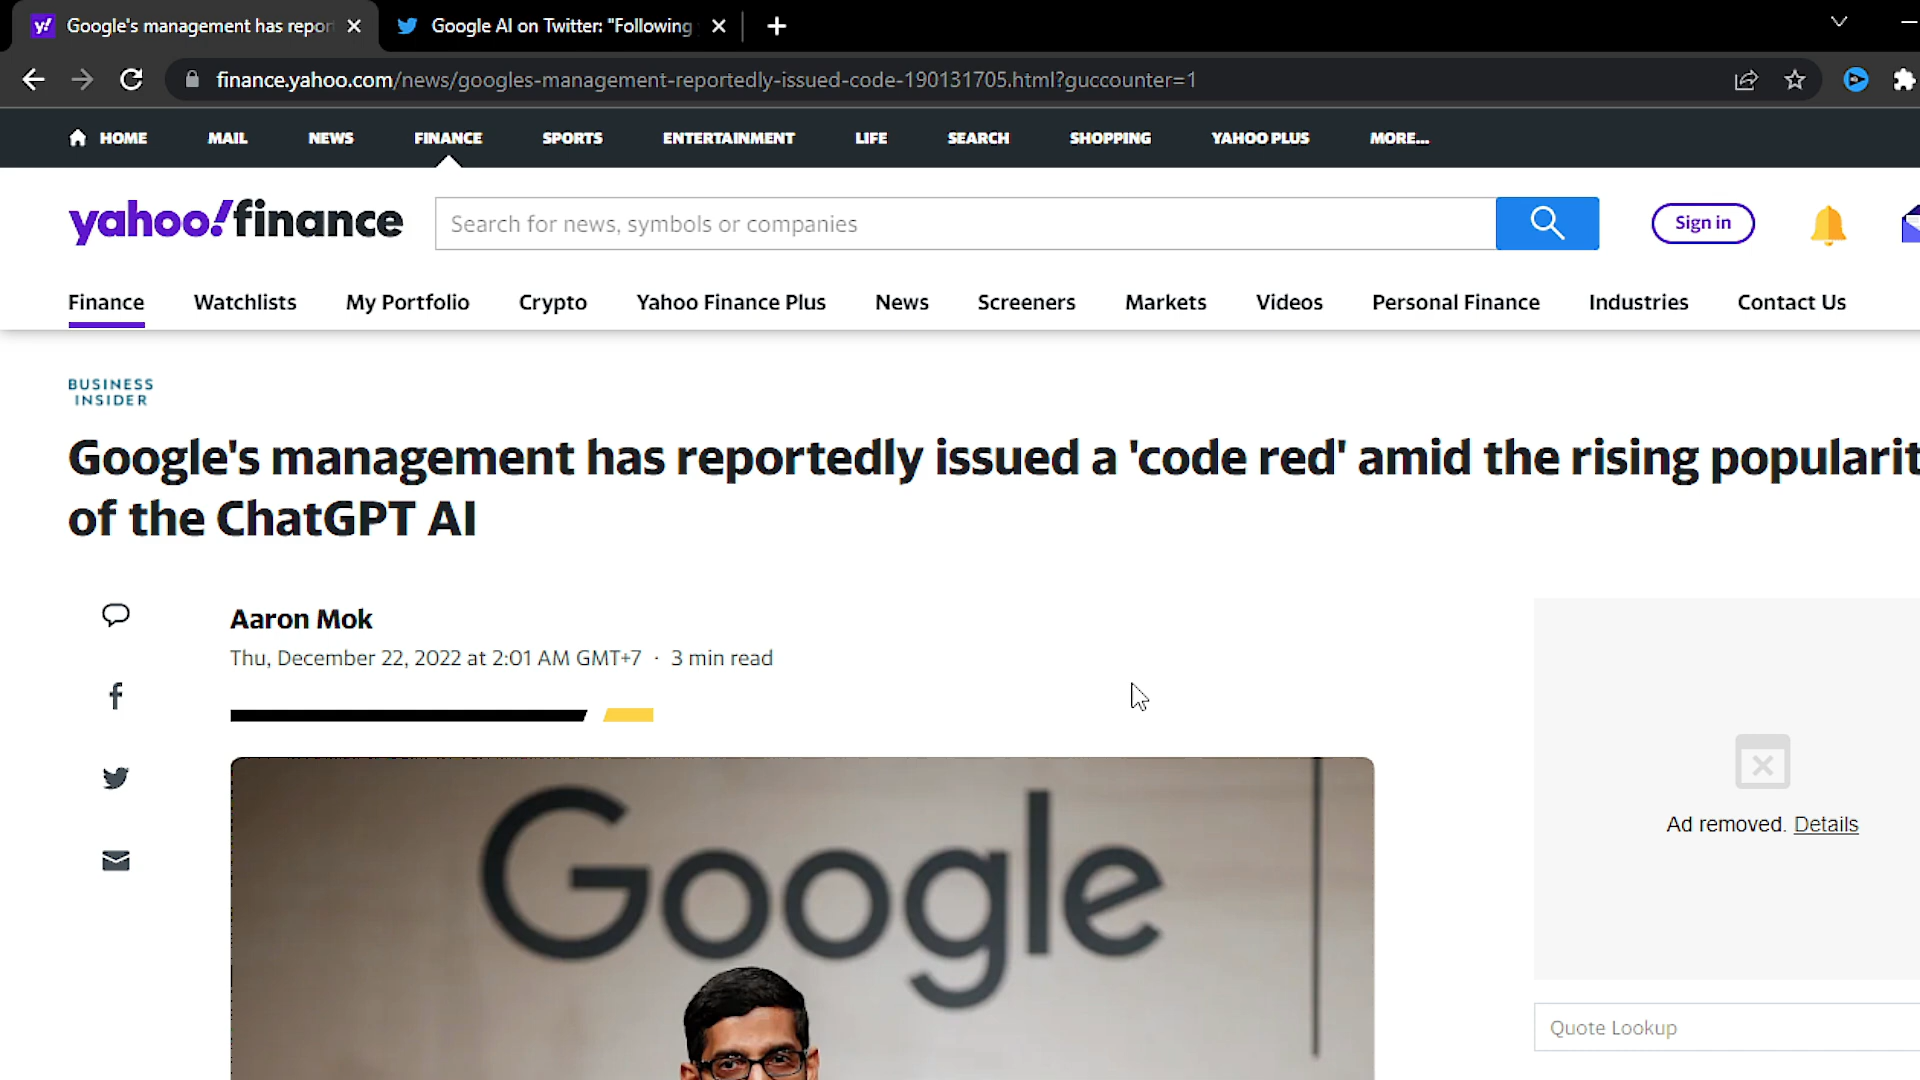 Google's management has repor
Google AI on Twitter: "Following
finance.yahoo.com/news/googles-management-reportedly-issued-code-190131705.html?guccounter=1
HOME MAIL NEWS FINANCE SPORTS ENTERTAINMENT LIFE SEARCH SHOPPING YAHOO PLUS MORE...
yahoo!finance
Search for news, symbols or companies
Sign in
Finance Watchlists My Portfolio Crypto Yahoo Finance Plus News Screeners Markets Videos Personal Finance Industries Contact Us
BUSINESS
INSIDER
Google's management has reportedly issued a 'code red' amid the rising popularit
of the ChatGPT AI
Aaron Mok
Thu, December 22, 2022 at 2:01 AM GMT+7 · 3 min read
Google
Ad removed. Details
Quote Lookup